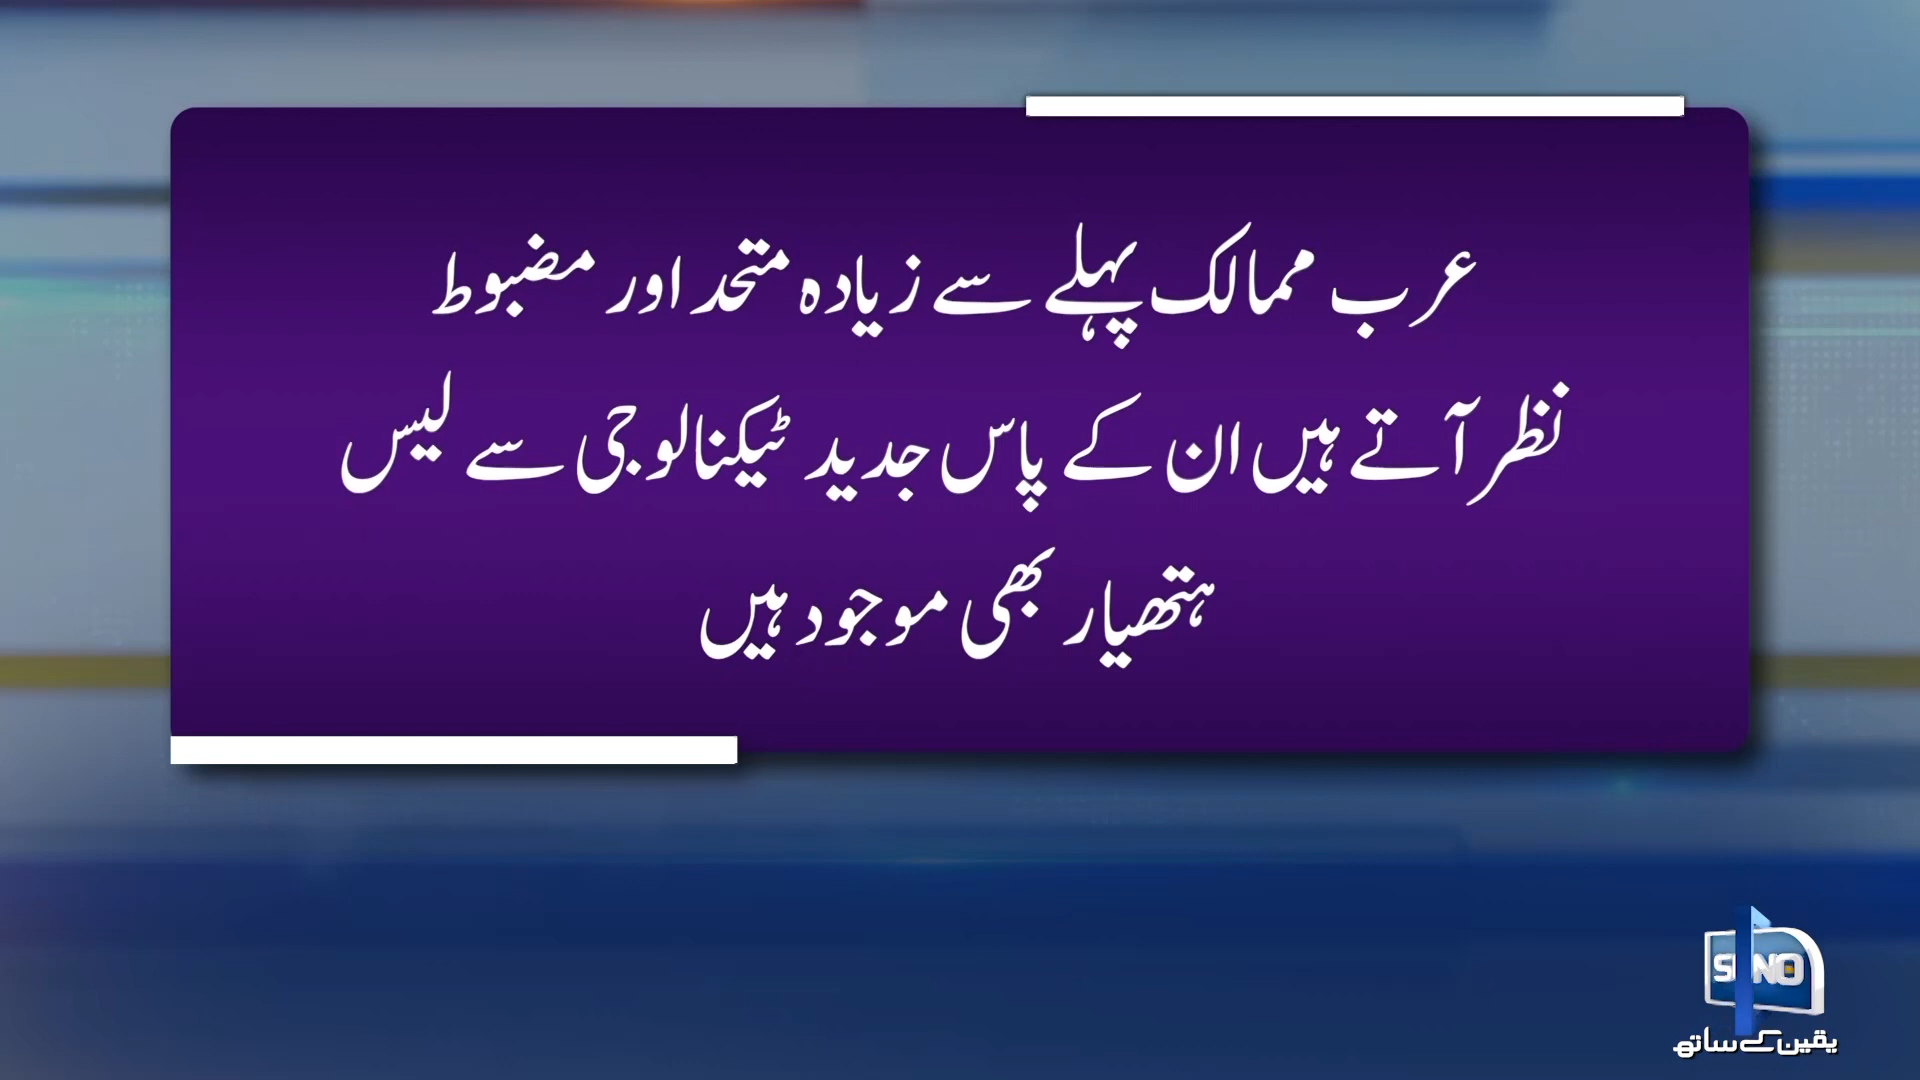 عرب ممالک پہلے سے زیادہ متحد اور مضبوط
نظر آتے ہیں ان کے پاس جدید ٹیکنالوجی سے لیس
ہتھیار بھی موجود ہیں
یقین کے ساتھ